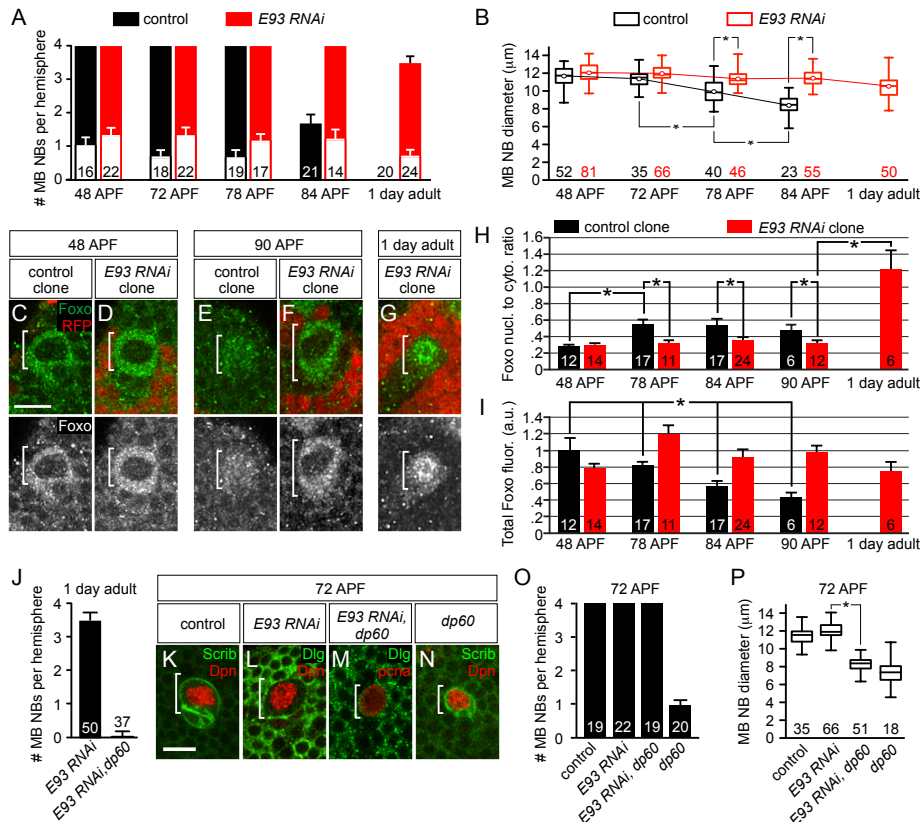 A
control
E93 RNAi
# MB NBs per hemisphere
4
3
2
1
0
16 22 18 22 19 17 21 14 20 24
48 APF 72 APF 78 APF 84 APF 1 day adult
B
control
E93 RNAi
MB NB diameter (μm)
16
14
12
10
8
6
4
2
0
* * * *
52 81 35 66 40 46 23 55 50
48 APF 72 APF 78 APF 84 APF 1 day adult
48 APF 90 APF 1 day adult
control clone
E93 RNAi clone
control clone
E93 RNAi clone
E93 RNAi clone
C Foxo RFP D E F G
Foxo
H
control clone
E93 RNAi clone
Foxo nucl. to cyto. ratio
1.6
1.4
1.2
1.0
.8
.6
.4
.2
0
* * * * *
12 14 17 11 17 24 6 12 6
48 APF 78 APF 84 APF 90 APF 1 day adult
I
Total Foxo fluor. (a.u.)
1.4
1.2
1.0
.8
.6
.4
.2
0
*
12 14 17 11 17 24 6 12 6
48 APF 78 APF 84 APF 90 APF 1 day adult
J
1 day adult
# MB NBs per hemisphere
4
3
2
1
0
50 37
E93 RNAi
E93 RNAi, dp60
72 APF
control
E93 RNAi
E93 RNAi, dp60
dp60
K Scrib Dpn
L Dlg Dpn
M Dlg pcna
N Scrib Dpn
O
72 APF
# MB NBs per hemisphere
4
3
2
1
0
19 22 19 20
control
E93 RNAi
E93 RNAi, dp60
dp60
P
72 APF
MB NB diameter (μm)
16
14
12
10
8
6
4
2
0
*
35 66 51 18
control
E93 RNAi
E93 RNAi, dp60
dp60